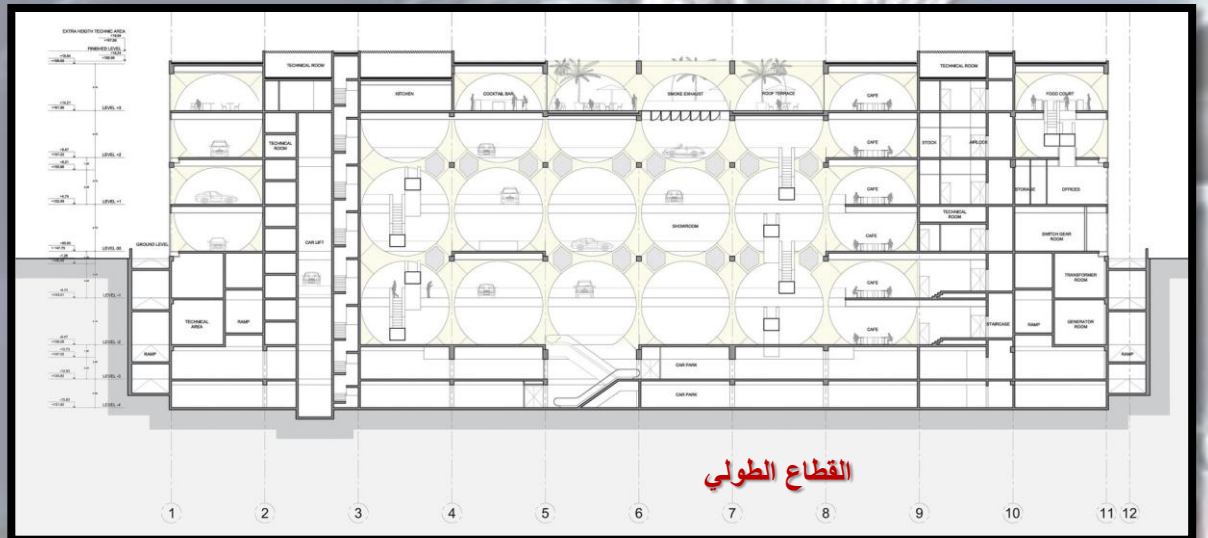 EXTRA HEIGTH TECHNIC AREA
FINISHED LEVEL
TECHNICAL ROOM
TECHNICAL ROOM
KITCHEN
COCKTAIL BAR
SMOKE EXHAUST
ROOF TERRACE
CAFE
FOOD COURT
LEVEL +3
TECHNICAL ROOM
CAFE
STOCK
AIRLOCK
LEVEL +2
CAFE
STORAGE
OFFICES
LEVEL +1
SHOWROOM
TECHNICAL ROOM
SWITCH GEAR ROOM
CAR LIFT
CAFE
GROUND LEVEL
LEVEL 00
TRANSFORMER ROOM
CAFE
LEVEL -1
TECHNICAL AREA
RAMP
CAFE
STAIRCASE
RAMP
GENERATOR ROOM
LEVEL -2
RAMP
CAR PARK
RAMP
LEVEL -3
CAR PARK
LEVEL -4
القطاع الطولي
1 2 3 4 5 6 7 8 9 10 11 12